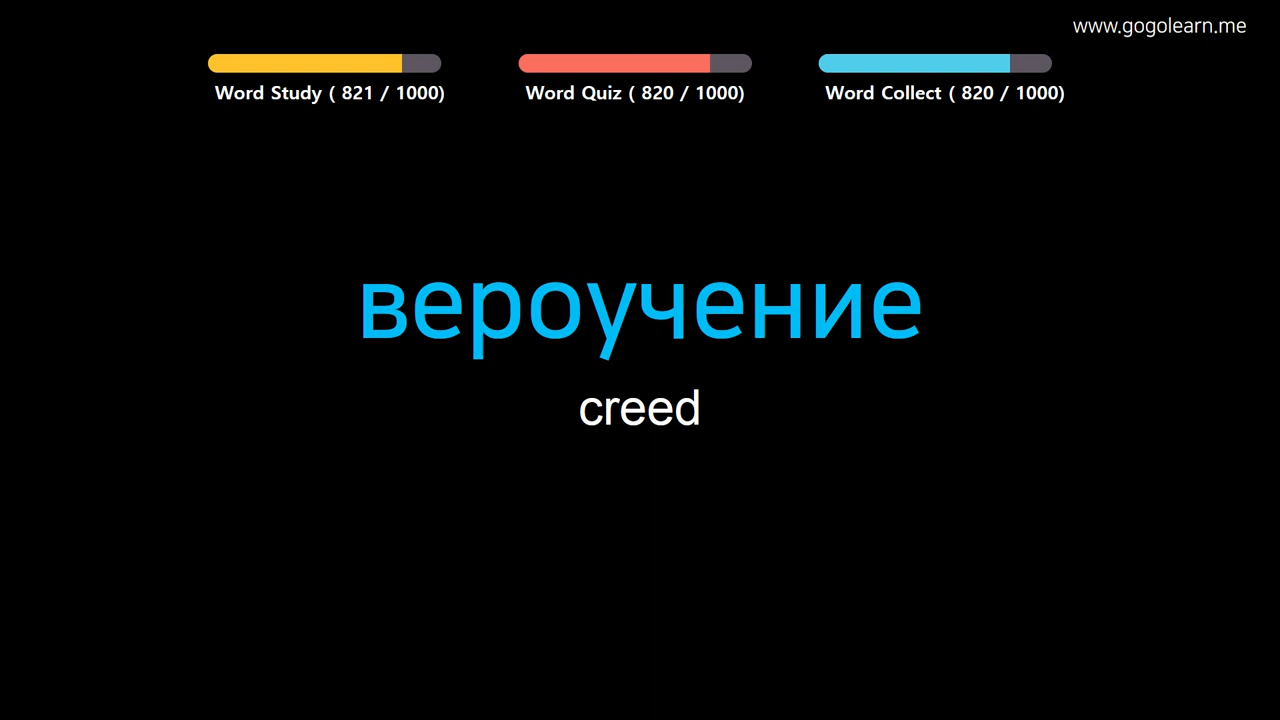 www.gogolearn.me
Word Study ( 821 / 1000)
Word Quiz ( 820 / 1000)
Word Collect ( 820 / 1000)
вероучение
creed